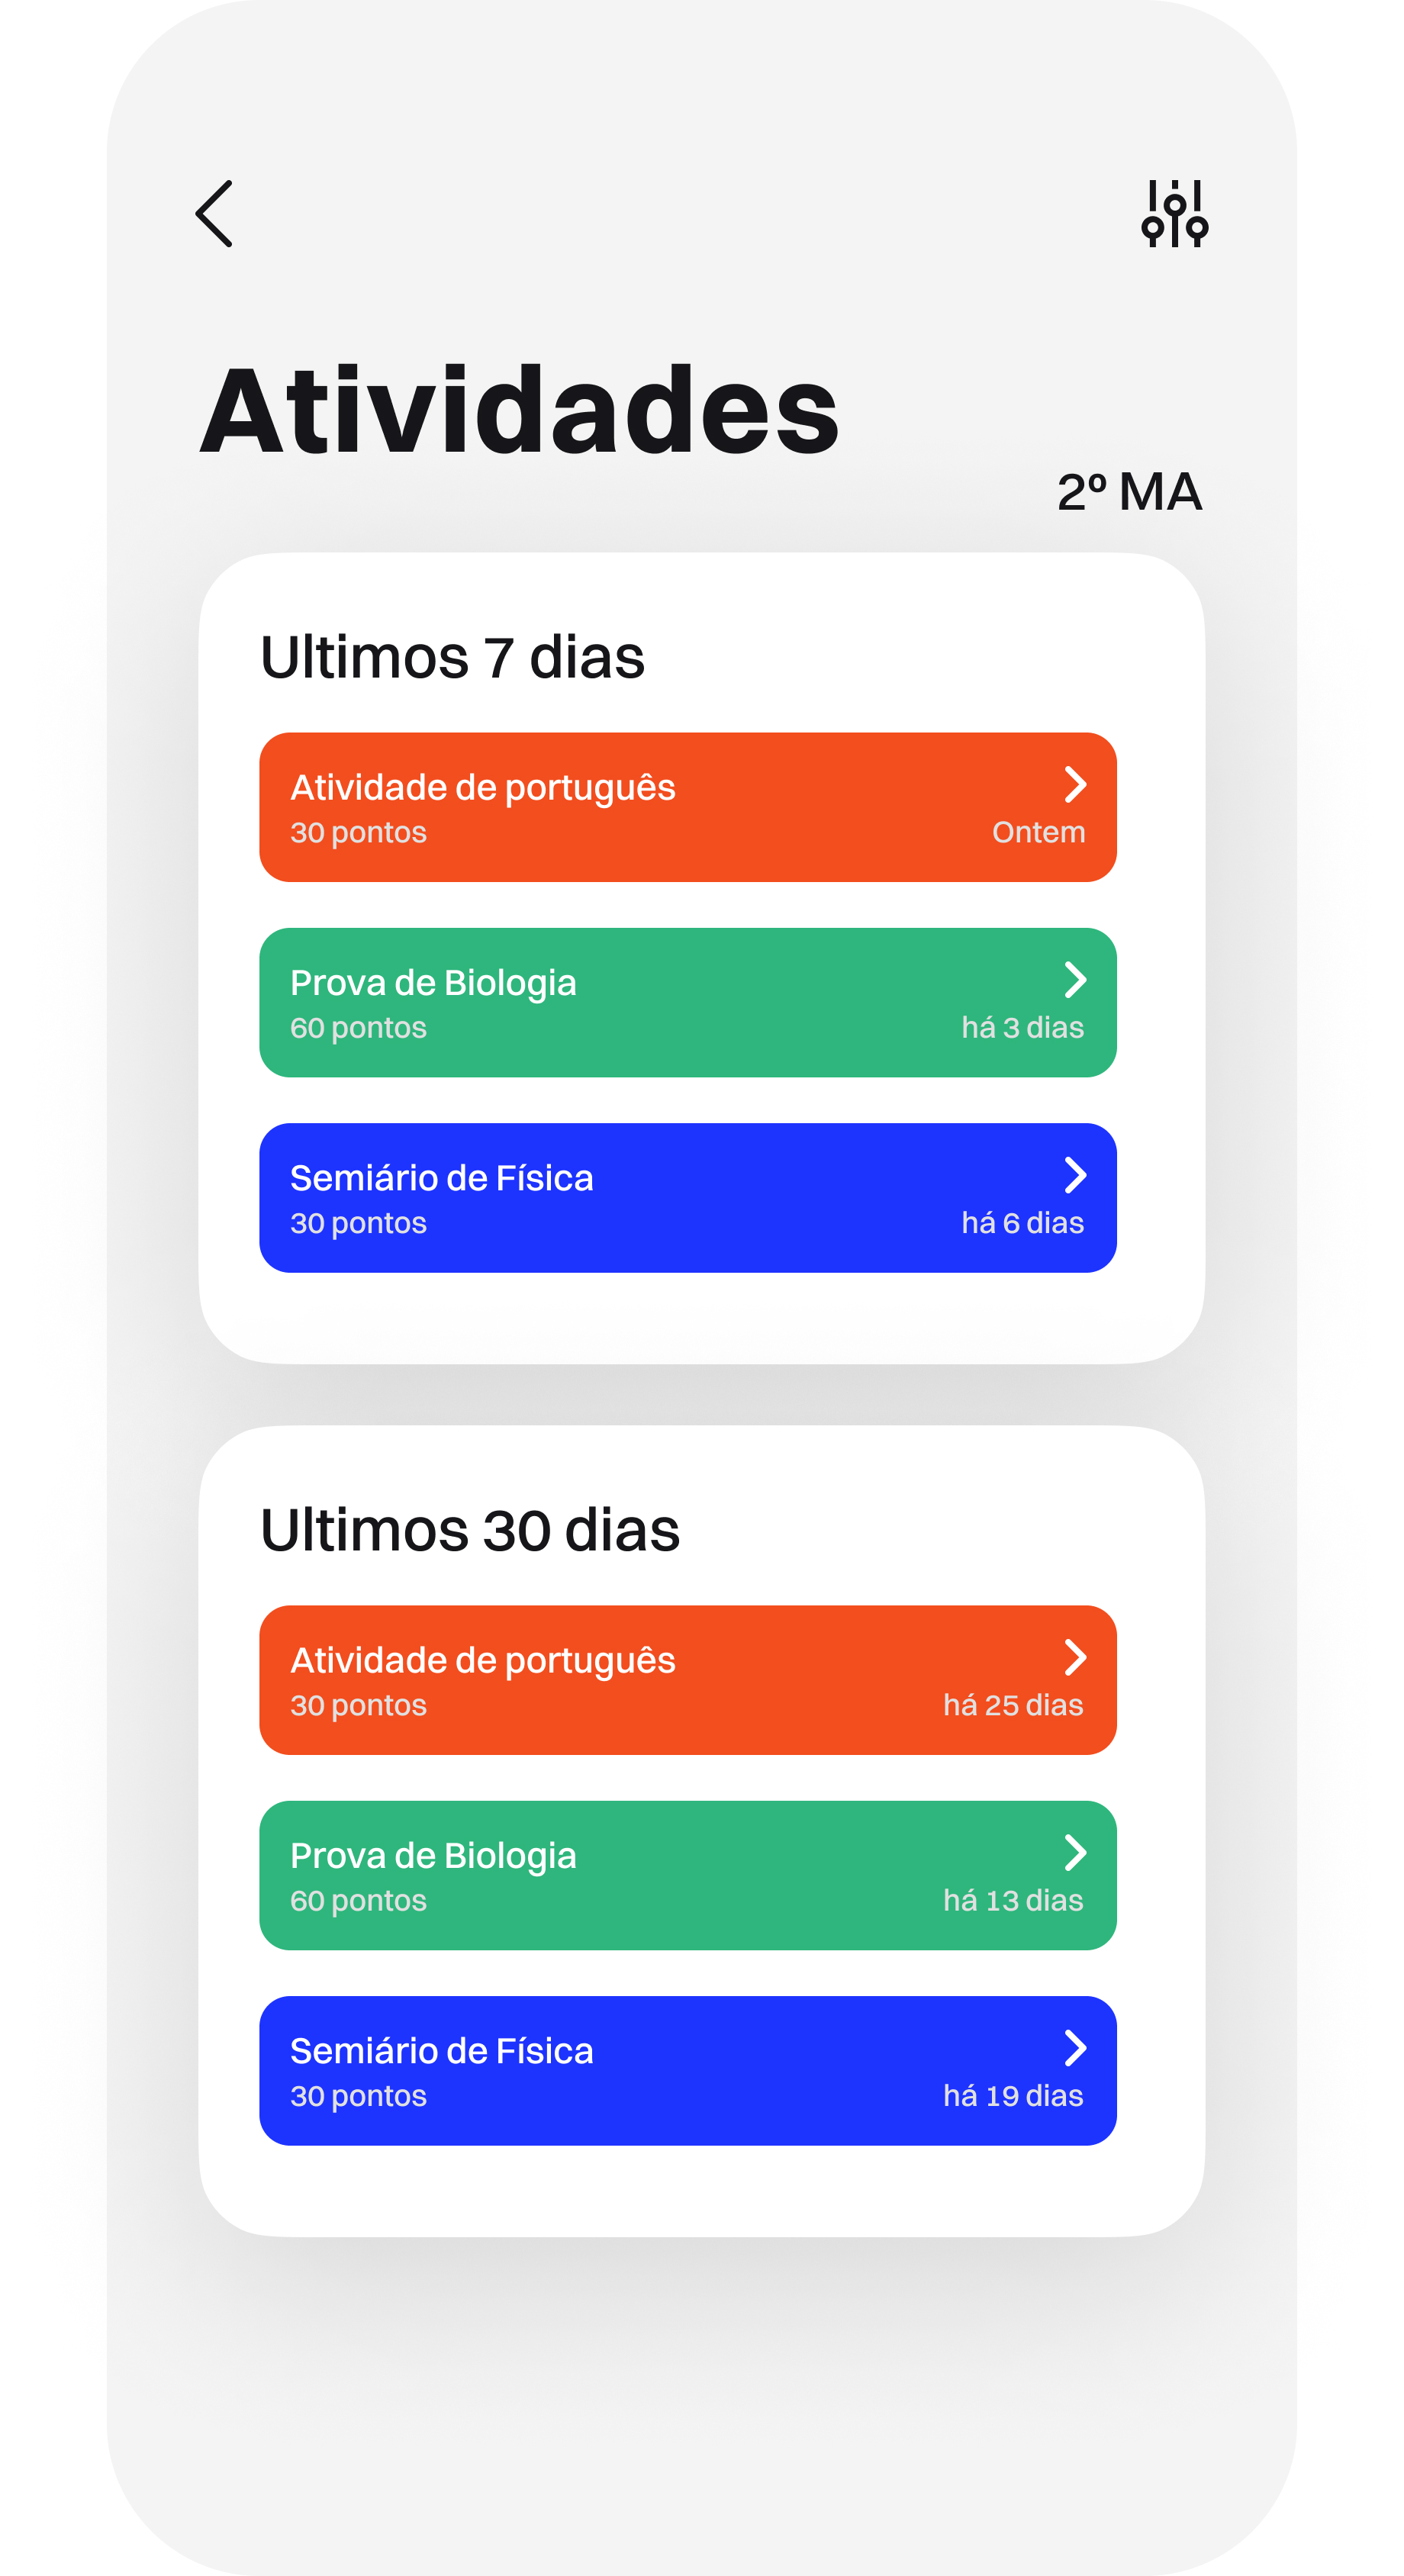 Atividades
2º MA
Ultimos 7 dias
Atividade de português
30 pontos
Ontem
Prova de Biologia
60 pontos
há 3 dias
Semiário de Física
30 pontos
há 6 dias
Ultimos 30 dias
Atividade de português
30 pontos
há 25 dias
Prova de Biologia
60 pontos
há 13 dias
Semiário de Física
30 pontos
há 19 dias